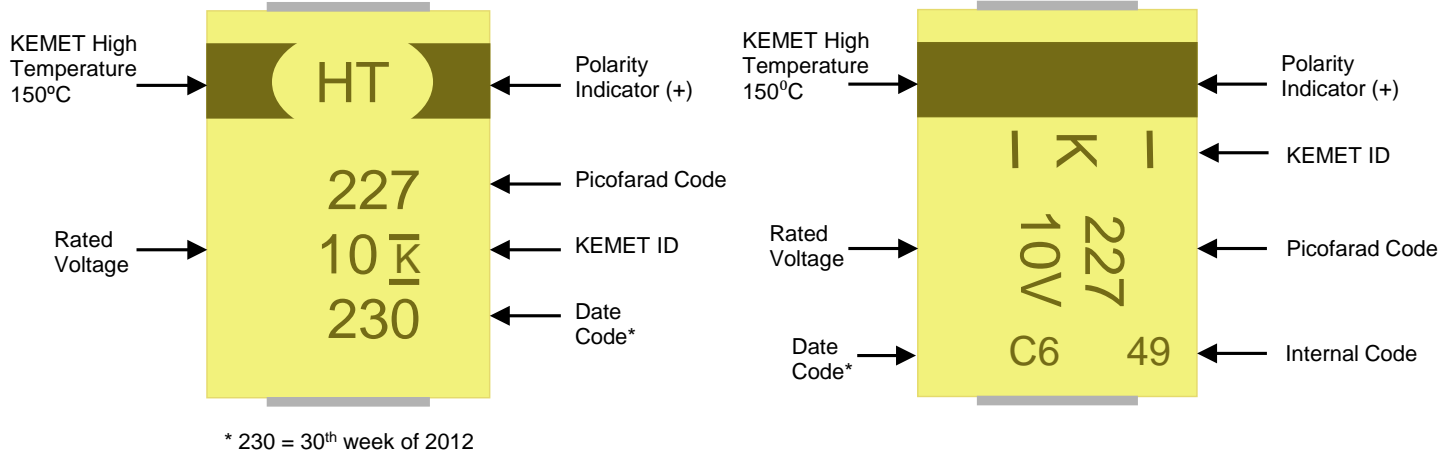 KEMET High
Temperature
150ºC
HT
Polarity
Indicator (+)
227
Picofarad Code
Rated
Voltage
10 K
KEMET ID
230
Date
Code*
* 230 = 30th week of 2012
KEMET High
Temperature
150⁰C
Polarity
Indicator (+)
K
KEMET ID
Rated
Voltage
227
10V
Picofarad Code
Date
Code*
C6 49
Internal Code